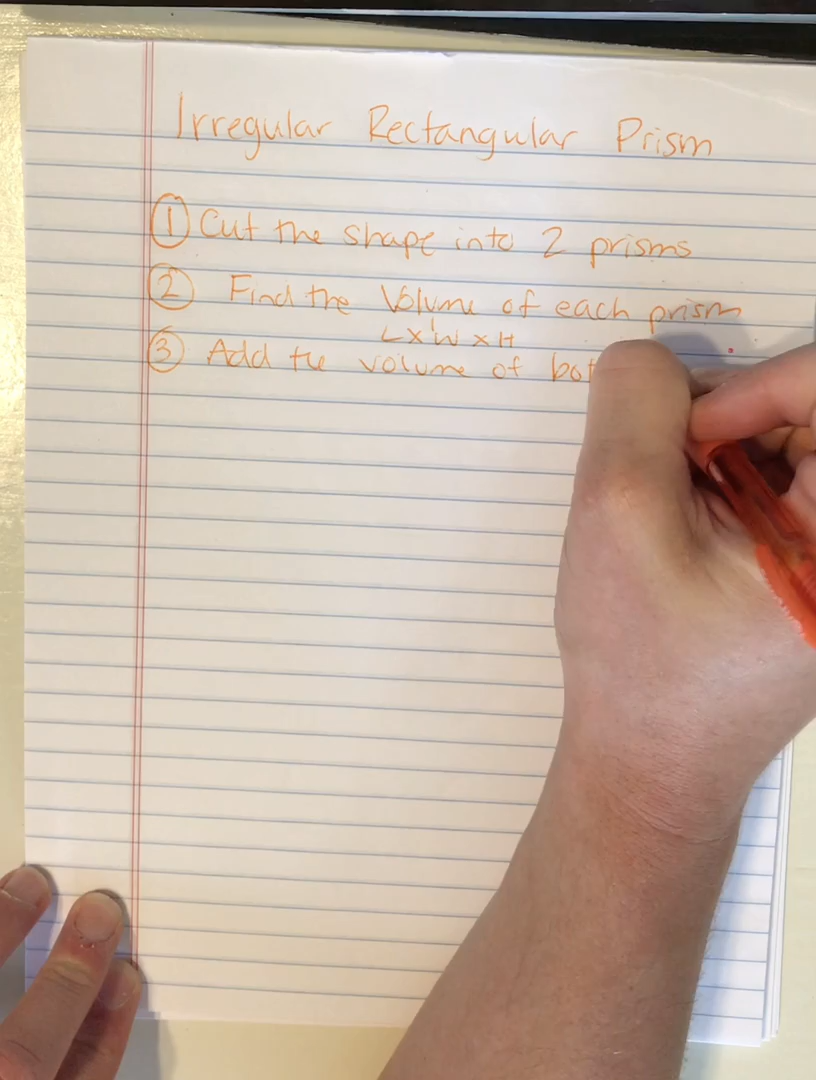 Irregular Rectangular Prism
① Cut the shape into 2 prisms
② Find the Volume of each prism
L x W x H
③ Add the volume of bot